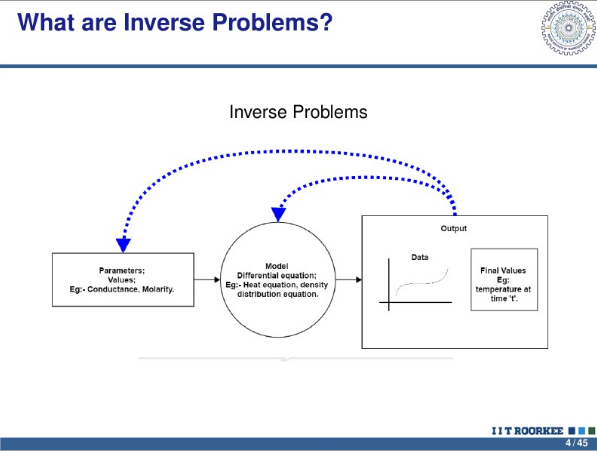 What are Inverse Problems?
Inverse Problems
Parameters;
Values;
Eg:- Conductance, Molarity.
Model
Differential equation;
Eg:- Heat equation, density
distribution equation.
Output
Data
Final Values
Eg:
temperature at
time 't'.
IIT ROORKEE
4 / 45